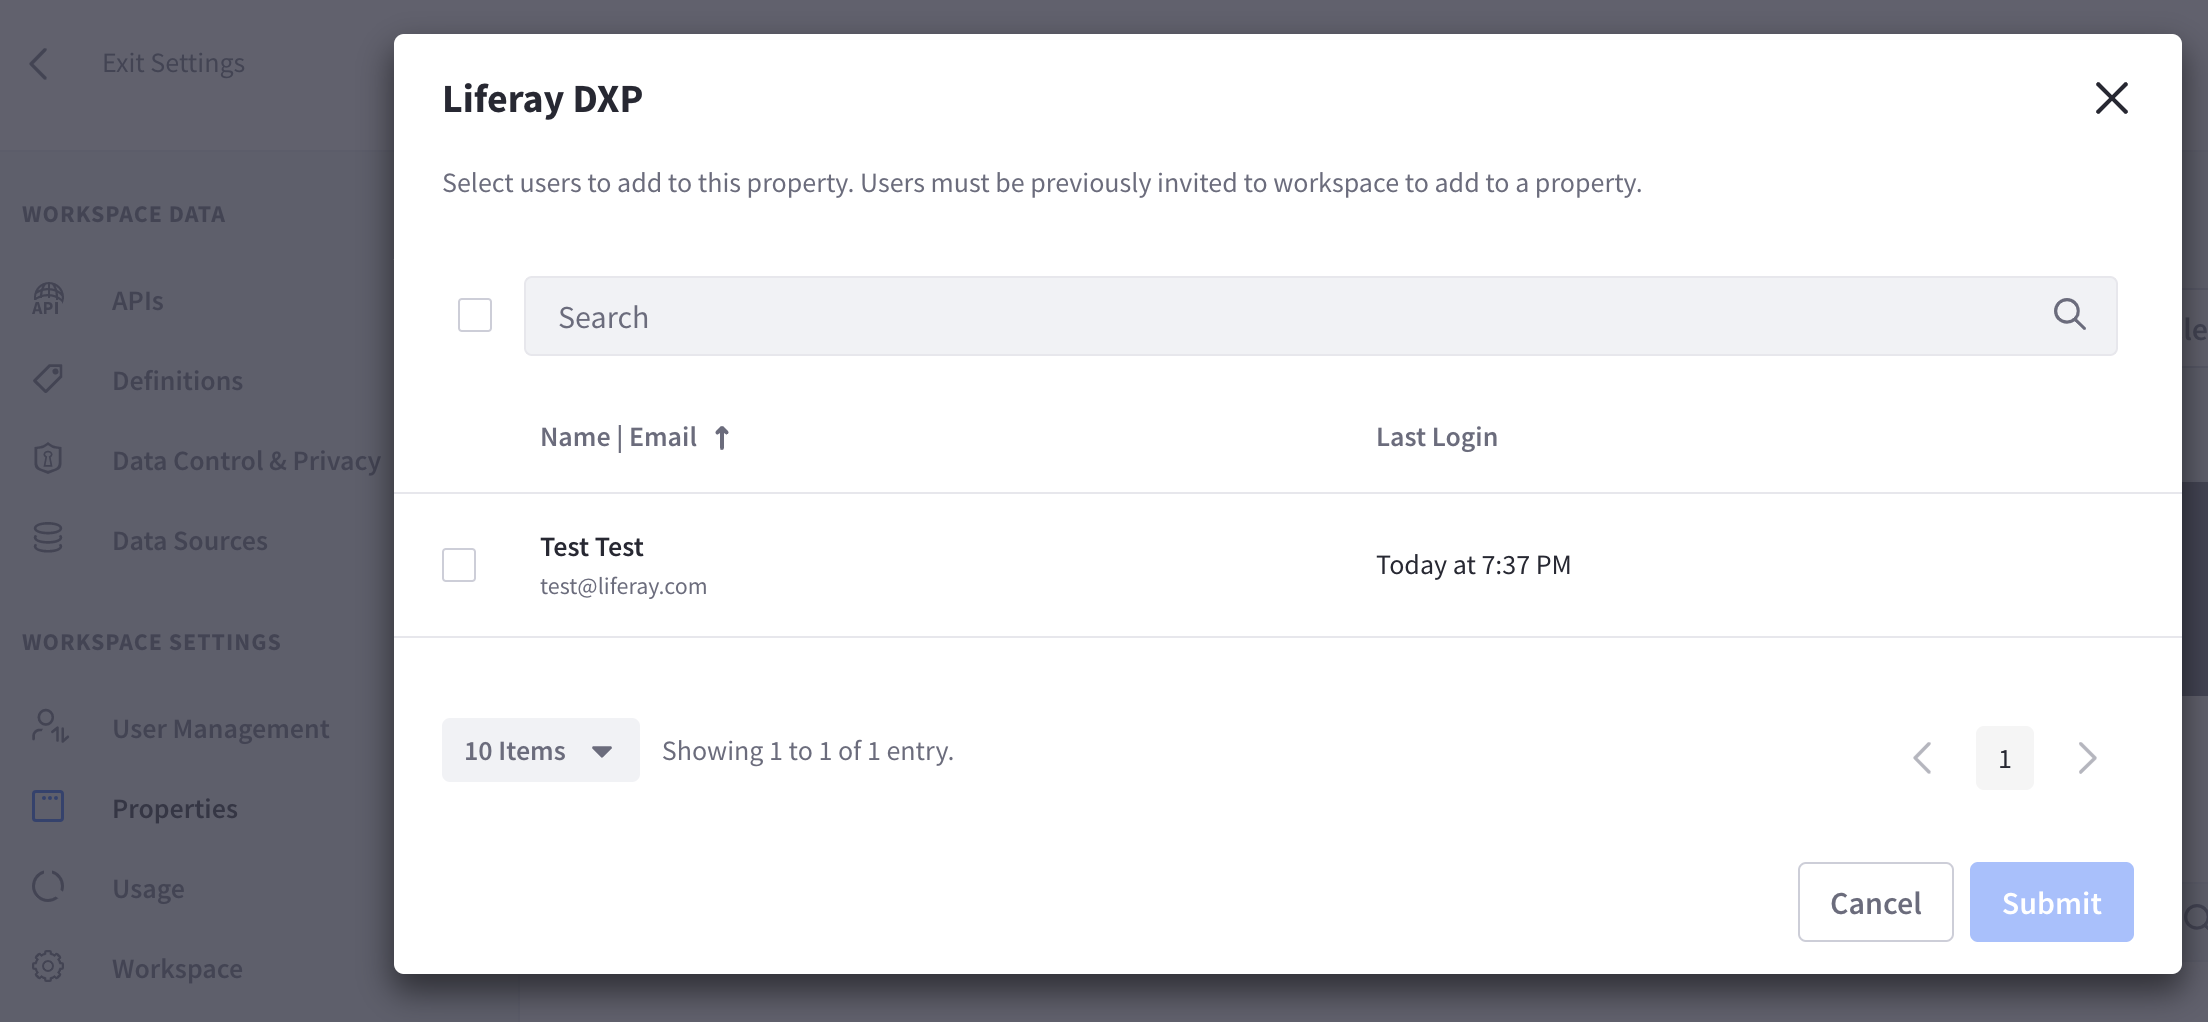 Exit Settings
WORKSPACE DATA
API
APIs
Definitions
Data Control & Privacy
Data Sources
WORKSPACE SETTINGS
User Management
Properties
Usage
Workspace
Liferay DXP
Select users to add to this property. Users must be previously invited to workspace to add to a property.
Search
Name | Email
Last Login
Test Test
test@liferay.com
Today at 7:37 PM
10 Items
Showing 1 to 1 of 1 entry.
1
Cancel
Submit